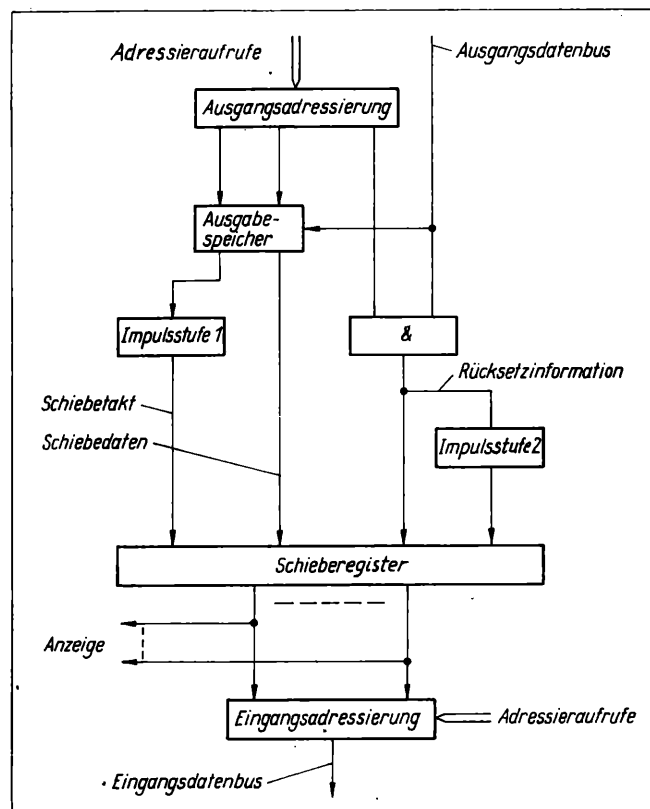 Adressieraufrufe
Ausgangsdatenbus
Ausgangsadressierung
Ausgabe-
speicher
Impulsstufe 1
&
Rücksetzinformation
Schiebetakt
Schiebedaten
Impulsstufe 2
Schieberegister
Anzeige
Eingangsadressierung
Adressieraufrufe
Eingangsdatenbus